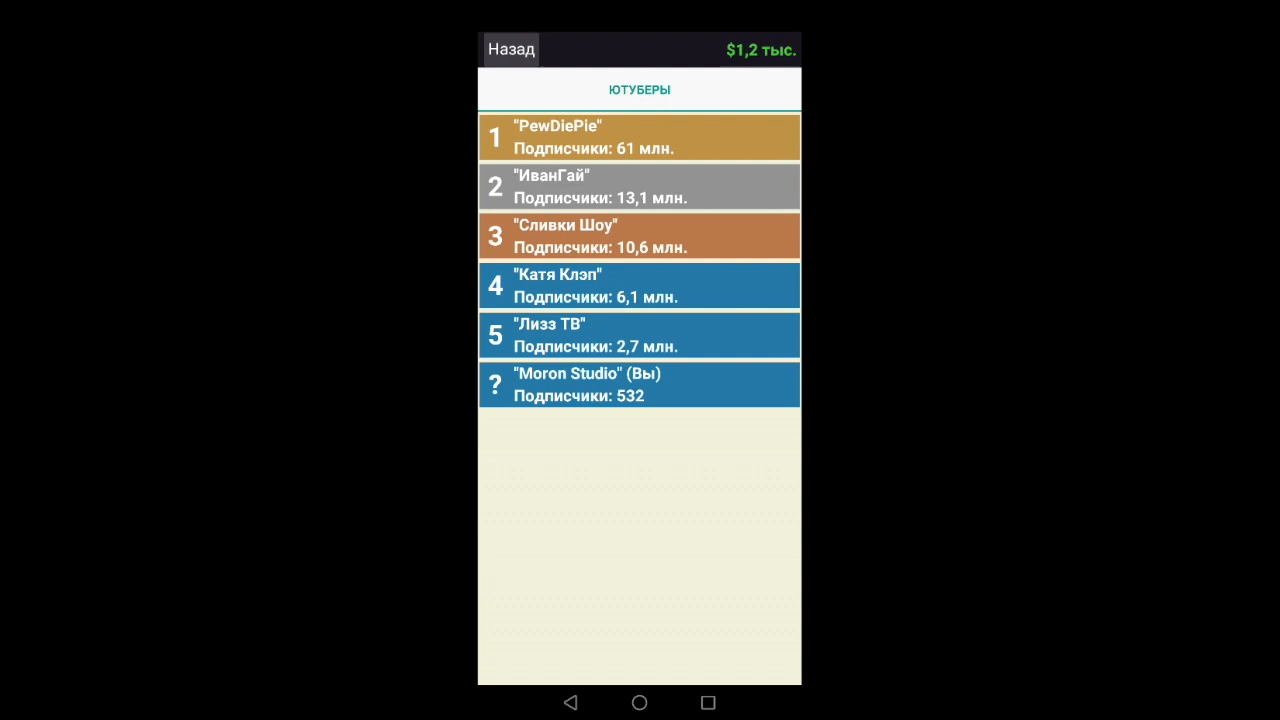 Назад
$1,2 тыс.
ЮТУБЕРЫ
1
"PewDiePie"
Подписчики: 61 млн.
2
"ИванГай"
Подписчики: 13,1 млн.
3
"Сливки Шоу"
Подписчики: 10,6 млн.
4
"Катя Клэп"
Подписчики: 6,1 млн.
5
"Лизз ТВ"
Подписчики: 2,7 млн.
?
"Moron Studio" (Вы)
Подписчики: 532